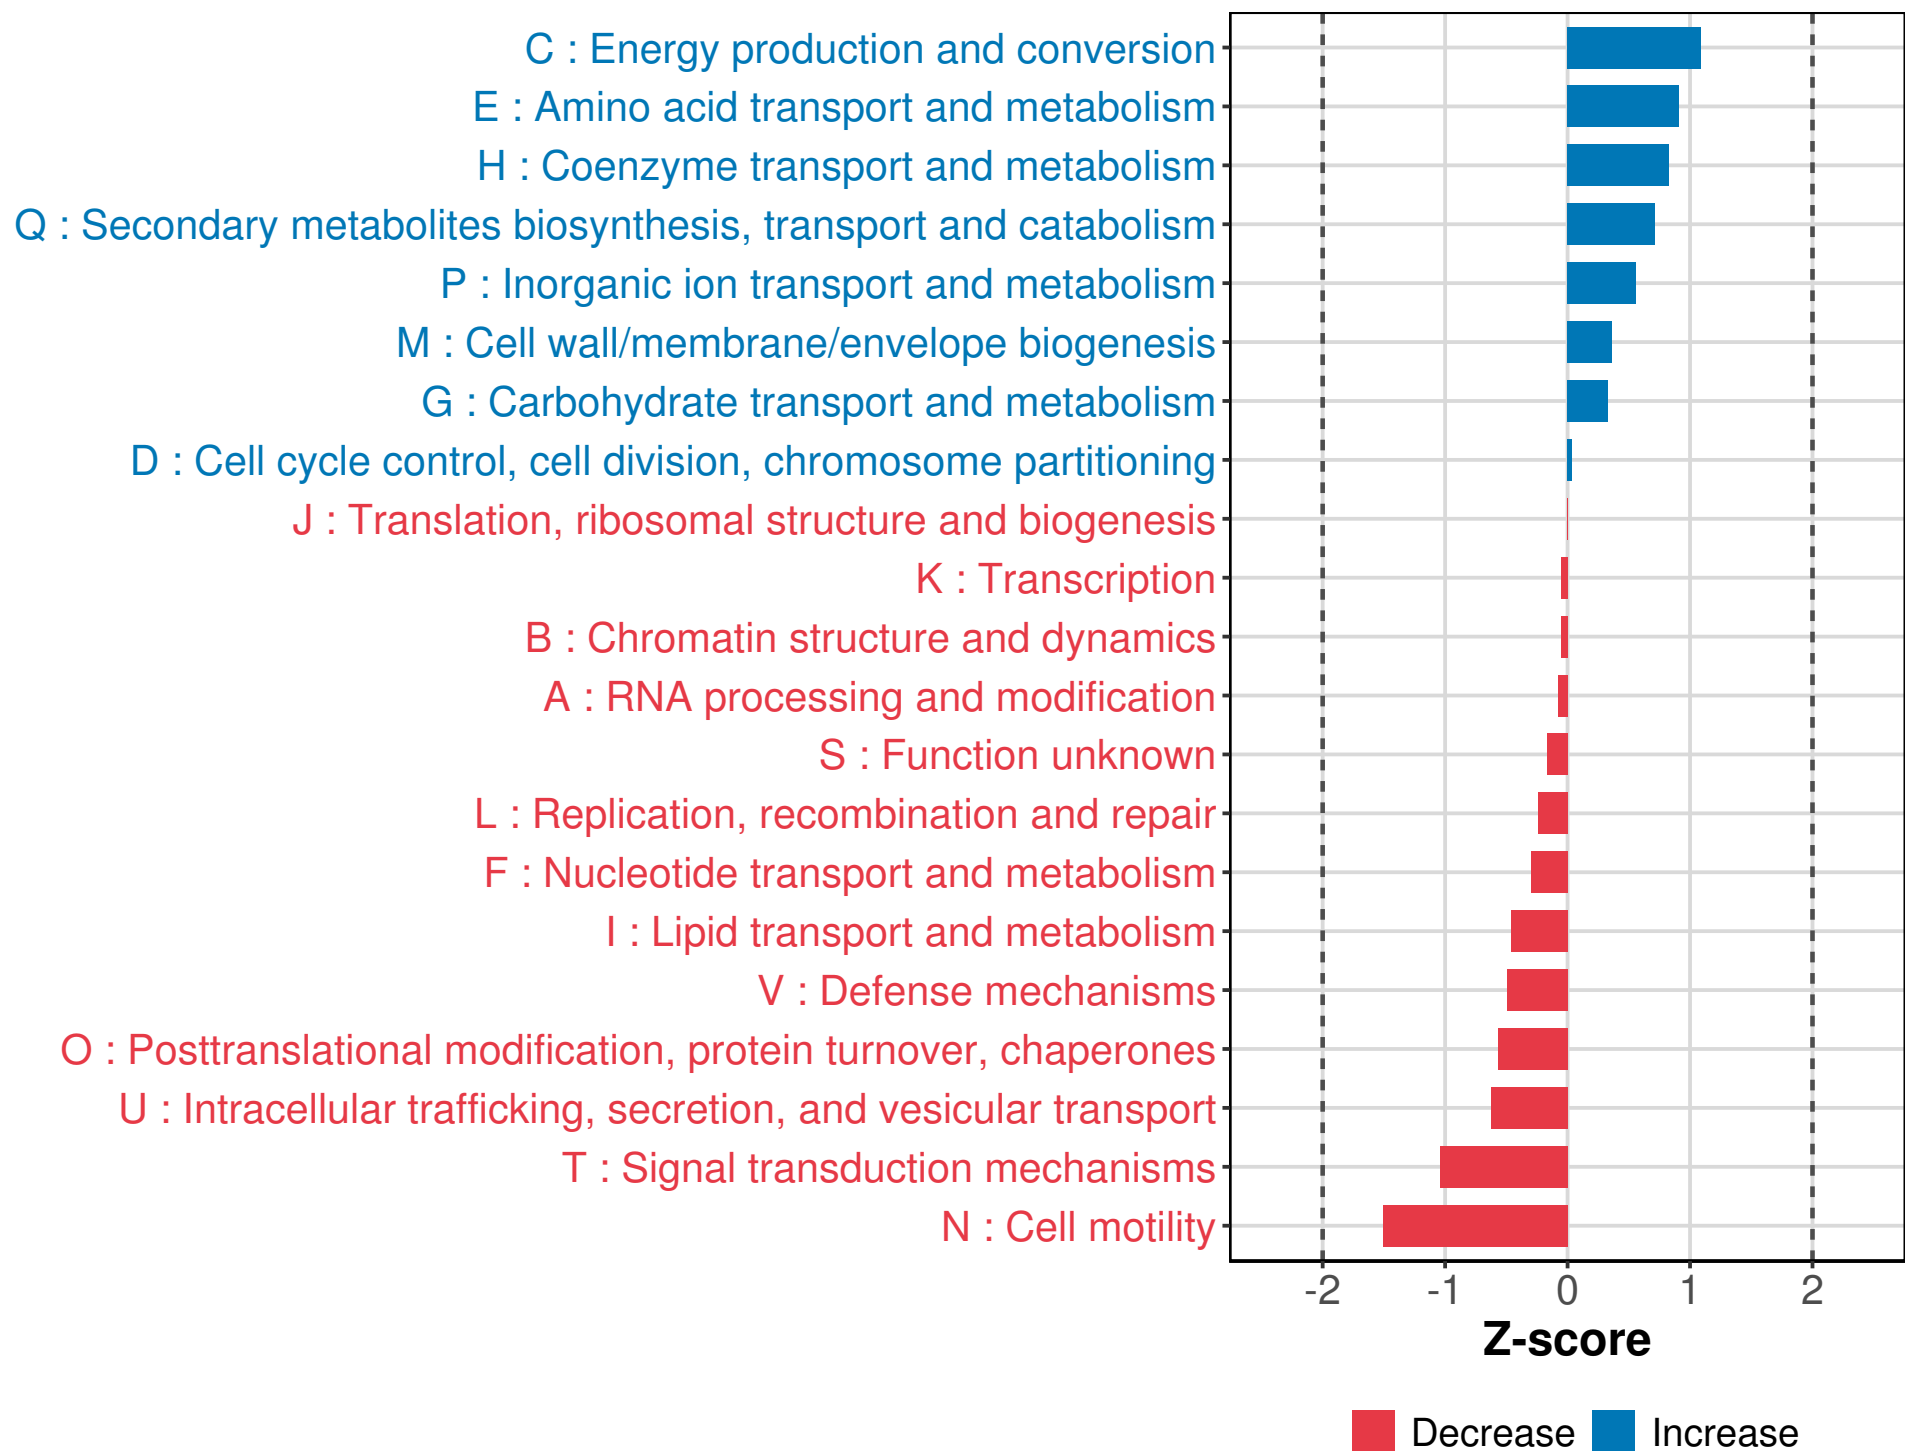 C : Energy production and conversion
E : Amino acid transport and metabolism
H : Coenzyme transport and metabolism
Q : Secondary metabolites biosynthesis, transport and catabolism
P : Inorganic ion transport and metabolism
M : Cell wall/membrane/envelope biogenesis
G : Carbohydrate transport and metabolism
D : Cell cycle control, cell division, chromosome partitioning
J : Translation, ribosomal structure and biogenesis
K : Transcription
B : Chromatin structure and dynamics
A : RNA processing and modification
S : Function unknown
L : Replication, recombination and repair
F : Nucleotide transport and metabolism
I : Lipid transport and metabolism
V : Defense mechanisms
O : Posttranslational modification, protein turnover, chaperones
U : Intracellular trafficking, secretion, and vesicular transport
T : Signal transduction mechanisms
N : Cell motility
-2 -1 0 1 2
Z-score
Decrease Increase